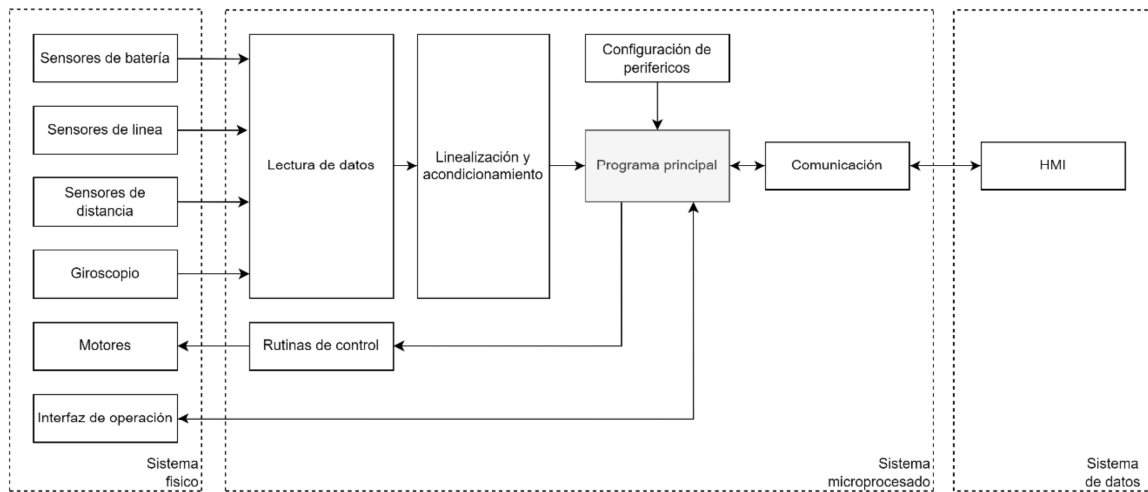 Sensores de batería
Sensores de linea
Sensores de
distancia
Giroscopio
Motores
Interfaz de operación
Sistema
fisico
Lectura de datos
Linealización y
acondicionamiento
Configuración de
perifericos
Programa principal
Comunicación
Rutinas de control
Sistema
microprocesado
HMI
Sistema
de datos